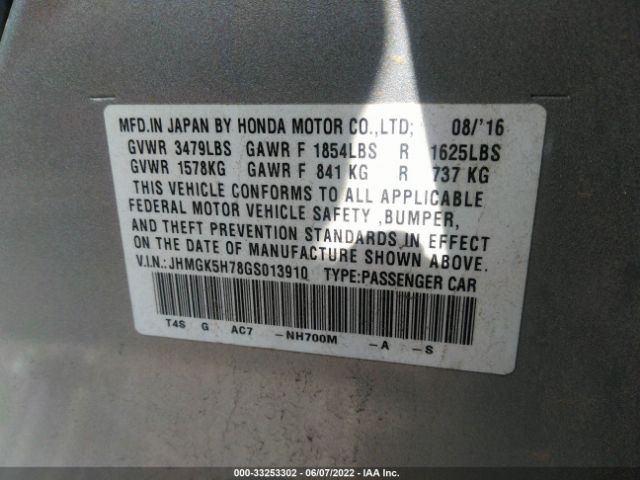 MFD.IN JAPAN BY HONDA MOTOR CO.,LTD; 08/'16
GVWR 3479LBS GAWR F 1854LBS R 1625LBS
GVWR 1578KG GAWR F 841 KG R 737 KG
THIS VEHICLE CONFORMS TO ALL APPLICABLE
FEDERAL MOTOR VEHICLE SAFETY ,BUMPER,
AND THEFT PREVENTION STANDARDS IN EFFECT
ON THE DATE OF MANUFACTURE SHOWN ABOVE.
V.I.N.:JHMGK5H78GS013910 TYPE:PASSENGER CAR
T4S G AC7 -NH700M -A -S
000-33253302 - 06/07/2022 - IAA Inc.